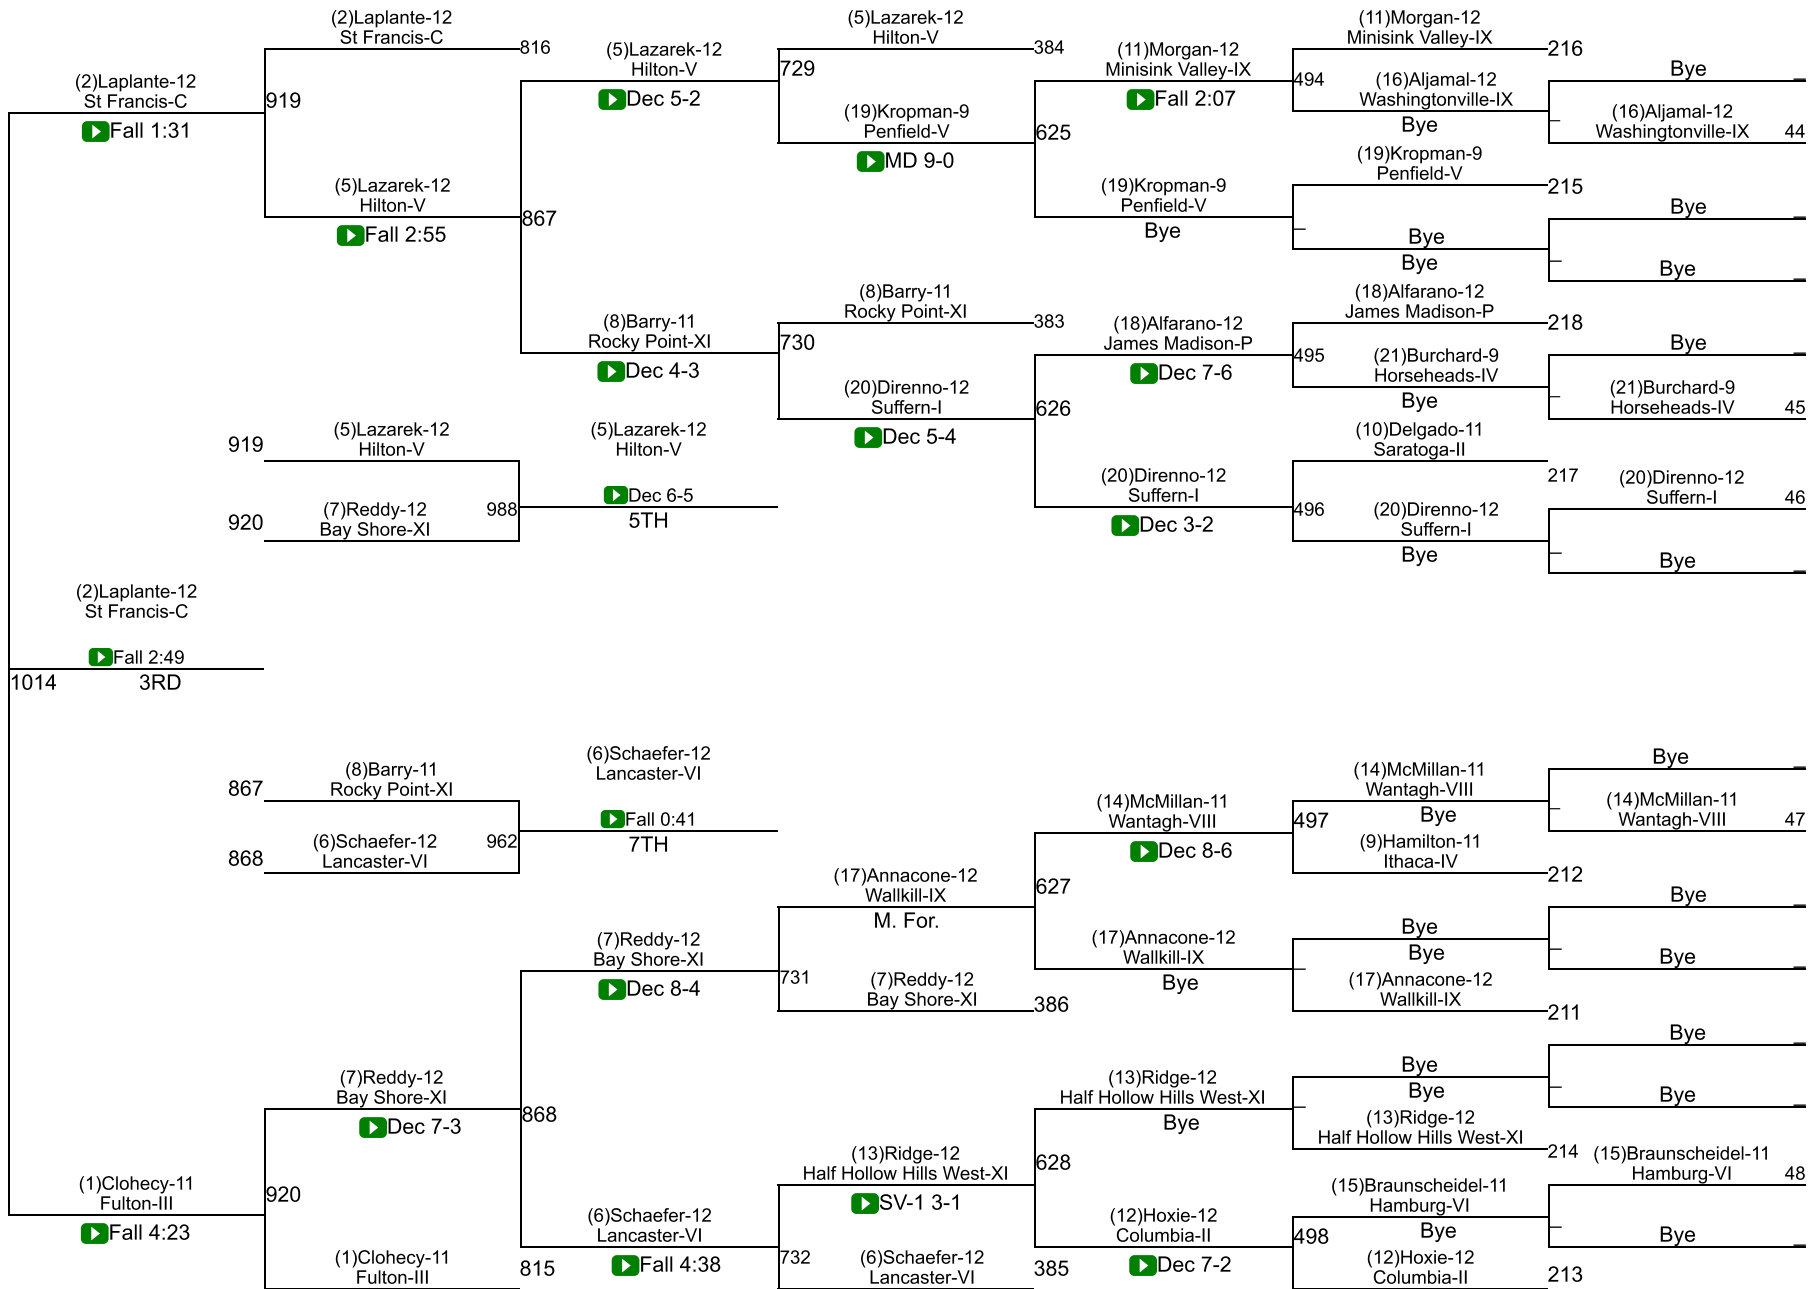 (2)Laplante-12
St Francis-C
816
(5)Lazarek-12
Hilton-V
384
(11)Morgan-12
Minisink Valley-IX
216
(2)Laplante-12
St Francis-C
Fall 1:31
919
(5)Lazarek-12
Hilton-V
Dec 5-2
729
(11)Morgan-12
Minisink Valley-IX
Fall 2:07
494
(16)Aljamal-12
Washingtonville-IX
Bye
Bye
(16)Aljamal-12
Washingtonville-IX
44
(19)Kropman-9
Penfield-V
MD 9-0
625
(19)Kropman-9
Penfield-V
215
(5)Lazarek-12
Hilton-V
Fall 2:55
867
(19)Kropman-9
Penfield-V
Bye
Bye
Bye
Bye
Bye
(8)Barry-11
Rocky Point-XI
Dec 4-3
730
(8)Barry-11
Rocky Point-XI
383
(18)Alfarano-12
James Madison-P
Dec 7-6
495
(18)Alfarano-12
James Madison-P
218
(21)Burchard-9
Horseheads-IV
Bye
Bye
(21)Burchard-9
Horseheads-IV
45
(20)Direnno-12
Suffern-I
Dec 5-4
626
919
(5)Lazarek-12
Hilton-V
(5)Lazarek-12
Hilton-V
(10)Delgado-11
Saratoga-II
217
920
(7)Reddy-12
Bay Shore-XI
988
Dec 6-5
5TH
(20)Direnno-12
Suffern-I
Dec 3-2
496
(20)Direnno-12
Suffern-I
Bye
(20)Direnno-12
Suffern-I
46
Bye
(2)Laplante-12
St Francis-C
Fall 2:49
1014
3RD
867
(8)Barry-11
Rocky Point-XI
(6)Schaefer-12
Lancaster-VI
868
(6)Schaefer-12
Lancaster-VI
962
Fall 0:41
7TH
(14)McMillan-11
Wantagh-VIII
Dec 8-6
497
(14)McMillan-11
Wantagh-VIII
Bye
Bye
(14)McMillan-11
Wantagh-VIII
47
(9)Hamilton-11
Ithaca-IV
212
(17)Annacone-12
Wallkill-IX
M. For.
627
(7)Reddy-12
Bay Shore-XI
Dec 8-4
731
(7)Reddy-12
Bay Shore-XI
386
(17)Annacone-12
Wallkill-IX
Bye
Bye
Bye
Bye
Bye
(17)Annacone-12
Wallkill-IX
211
(7)Reddy-12
Bay Shore-XI
Dec 7-3
868
(13)Ridge-12
Half Hollow Hills West-XI
Bye
Bye
Bye
Bye
Bye
(13)Ridge-12
Half Hollow Hills West-XI
214
(1)Clohecy-11
Fulton-III
Fall 4:23
920
(13)Ridge-12
Half Hollow Hills West-XI
SV-1 3-1
628
(15)Braunscheidel-11
Hamburg-VI
48
(6)Schaefer-12
Lancaster-VI
Fall 4:38
732
(12)Hoxie-12
Columbia-II
Dec 7-2
498
(15)Braunscheidel-11
Hamburg-VI
Bye
Bye
(1)Clohecy-11
Fulton-III
815
(6)Schaefer-12
Lancaster-VI
385
(12)Hoxie-12
Columbia-II
213